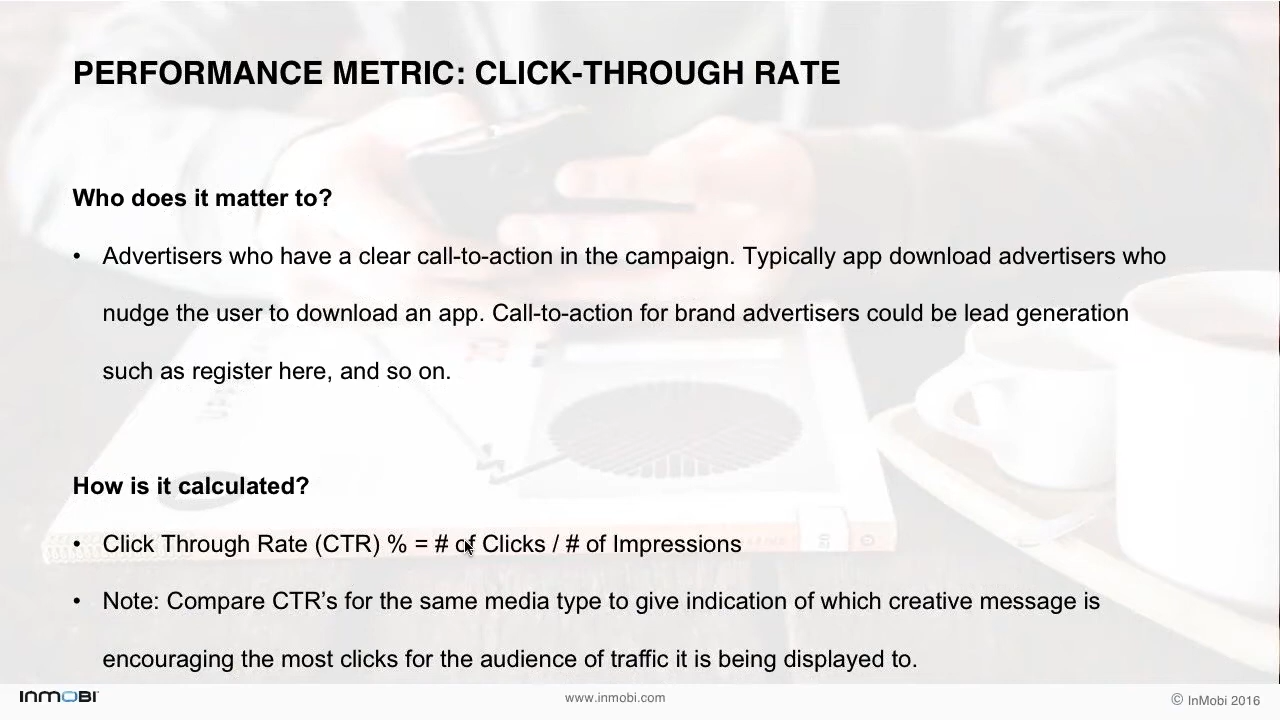 PERFORMANCE METRIC: CLICK-THROUGH RATE
Who does it matter to?
• Advertisers who have a clear call-to-action in the campaign. Typically app download advertisers who
nudge the user to download an app. Call-to-action for brand advertisers could be lead generation
such as register here, and so on.
How is it calculated?
• Click Through Rate (CTR) % = # of Clicks / # of Impressions
• Note: Compare CTR’s for the same media type to give indication of which creative message is
encouraging the most clicks for the audience of traffic it is being displayed to.
INMOBI www.inmobi.com © InMobi 2016